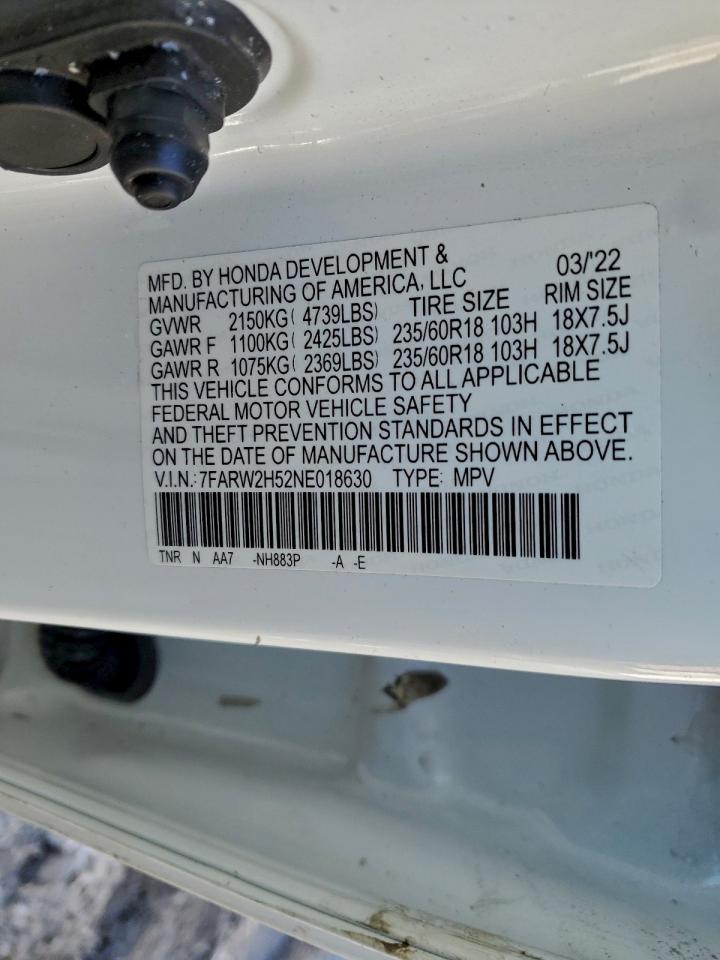 MFD. BY HONDA DEVELOPMENT & 03/'22
MANUFACTURING OF AMERICA, LLC
GVWR 2150KG( 4739LBS) TIRE SIZE RIM SIZE
GAWR F 1100KG( 2425LBS) 235/60R18 103H 18X7.5J
GAWR R 1075KG( 2369LBS) 235/60R18 103H 18X7.5J
THIS VEHICLE CONFORMS TO ALL APPLICABLE
FEDERAL MOTOR VEHICLE SAFETY
AND THEFT PREVENTION STANDARDS IN EFFECT
ON THE DATE OF MANUFACTURE SHOWN ABOVE.
V.I.N.: 7FARW2H52NE018630 TYPE: MPV
TNR N AA7 -NH883P -A -E